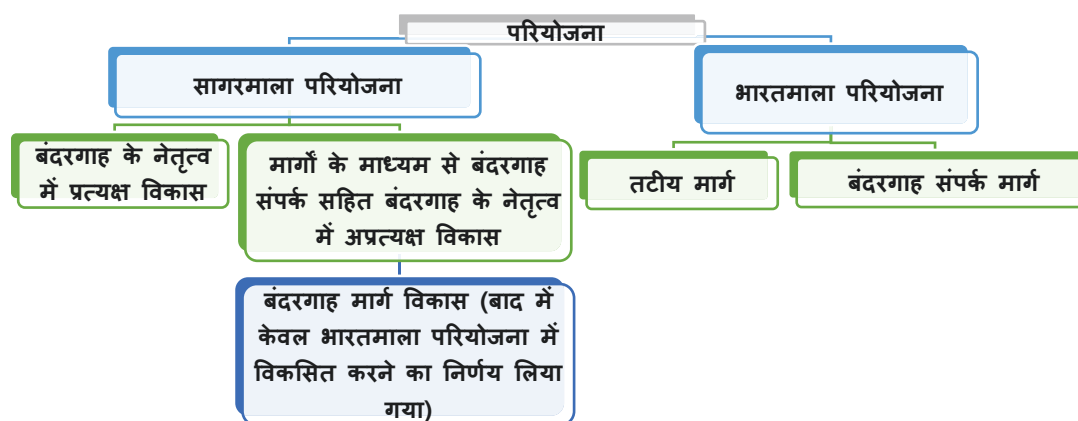 परियोजना
सागरमाला परियोजना
भारतमाला परियोजना
बंदरगाह के नेतृत्व
में प्रत्यक्ष विकास
मार्गों के माध्यम से बंदरगाह
संपर्क सहित बंदरगाह के नेतृत्व
में अप्रत्यक्ष विकास
तटीय मार्ग
बंदरगाह संपर्क मार्ग
बंदरगाह मार्ग विकास (बाद में
केवल भारतमाला परियोजना में
विकसित करने का निर्णय लिया
गया)